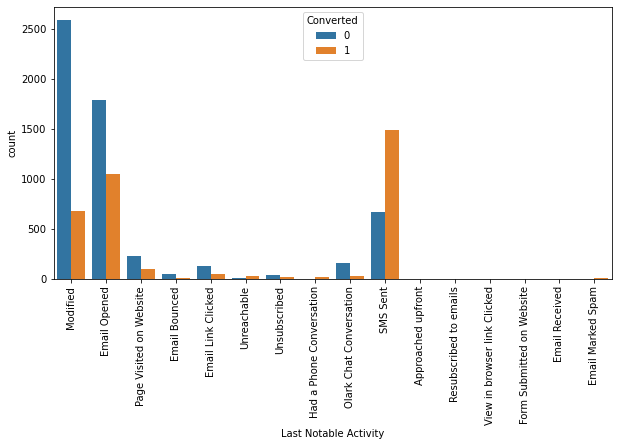 Converted
0
1
2500
2000
1500
1000
500
0
count
Modified
Email Opened
Page Visited on Website
Email Bounced
Email Link Clicked
Unreachable
Unsubscribed
Had a Phone Conversation
Olark Chat Conversation
SMS Sent
Approached upfront
Resubscribed to emails
View in browser link Clicked
Form Submitted on Website
Email Received
Email Marked Spam
Last Notable Activity